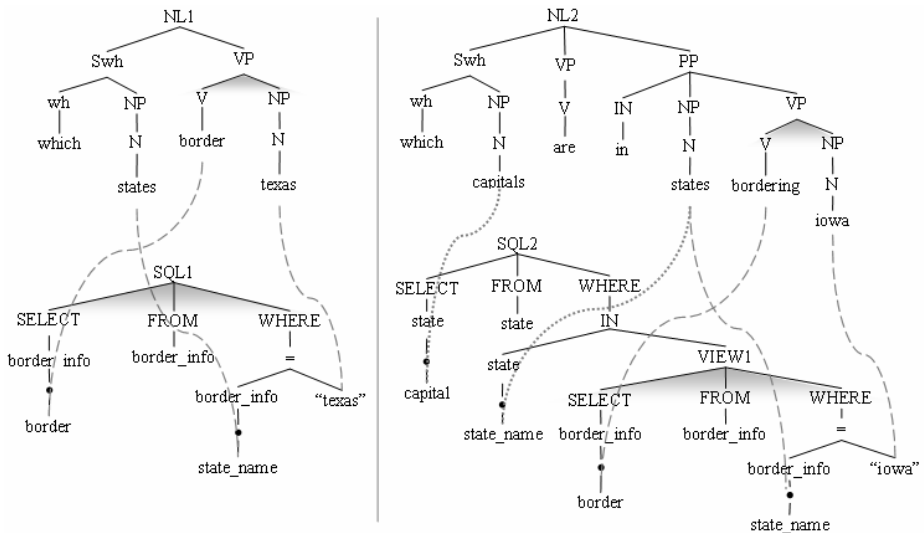 NL1
Swh VP
wh NP V NP
which N border N
states texas
SQL1
SELECT FROM WHERE
border_info border_info =
border_info "texas"
border
state_name
NL2
Swh VP PP
wh NP V IN NP VP
which N are in N V NP
capitals states bordering N
iowa
SQL2
SELECT FROM WHERE
state state IN
state VIEW1
capital SELECT FROM WHERE
state_name border_info border_info =
border_info "iowa"
border
state_name